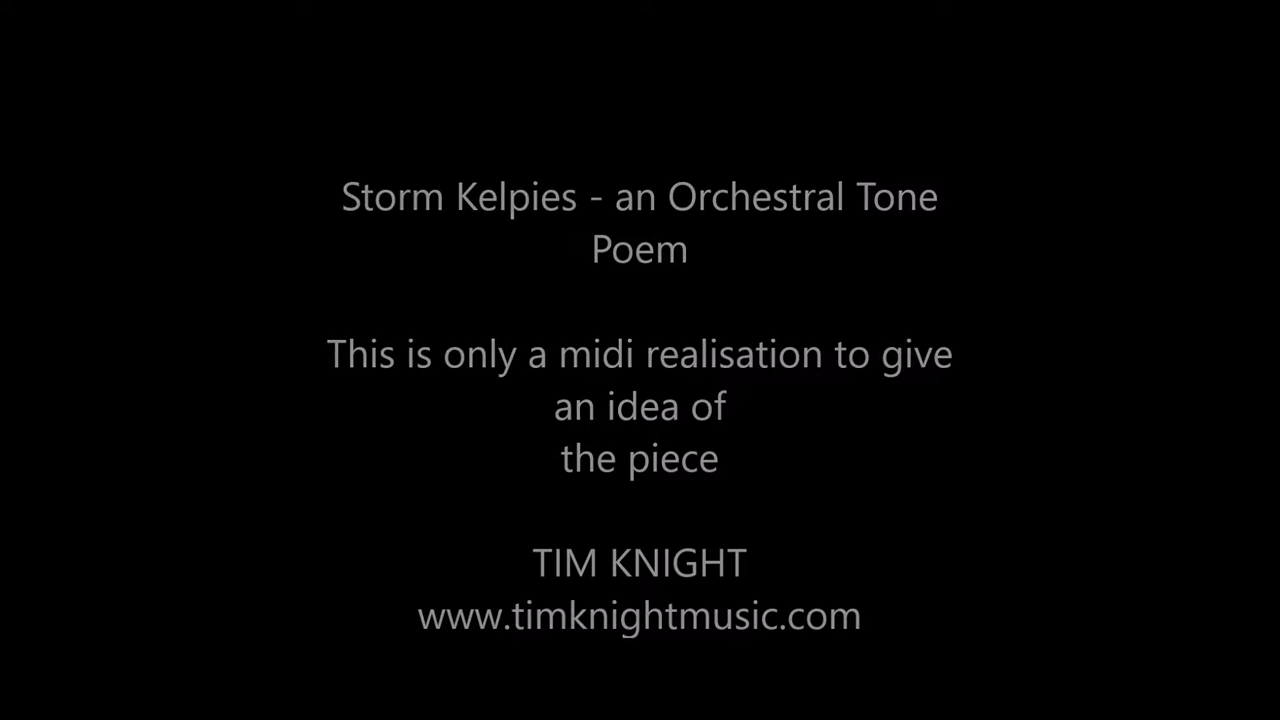 Storm Kelpies - an Orchestral Tone
Poem
This is only a midi realisation to give
an idea of
the piece
TIM KNIGHT
www.timknightmusic.com